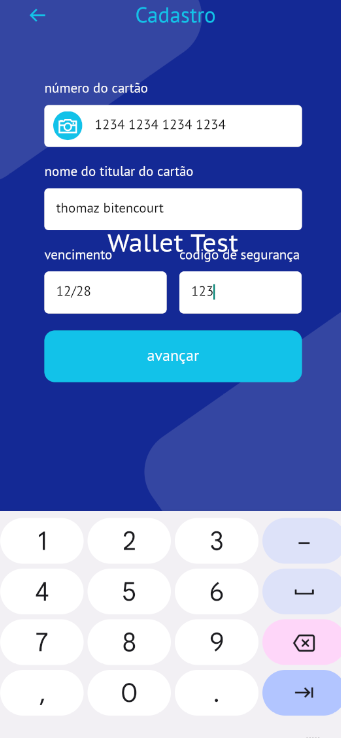 Cadastro
número do cartão
1234 1234 1234 1234
nome do titular do cartão
thomaz bitencourt
Wallet Test
vencimento
codigo de segurança
12/28
123
avançar
1 2 3 –
4 5 6
7 8 9
, 0 .